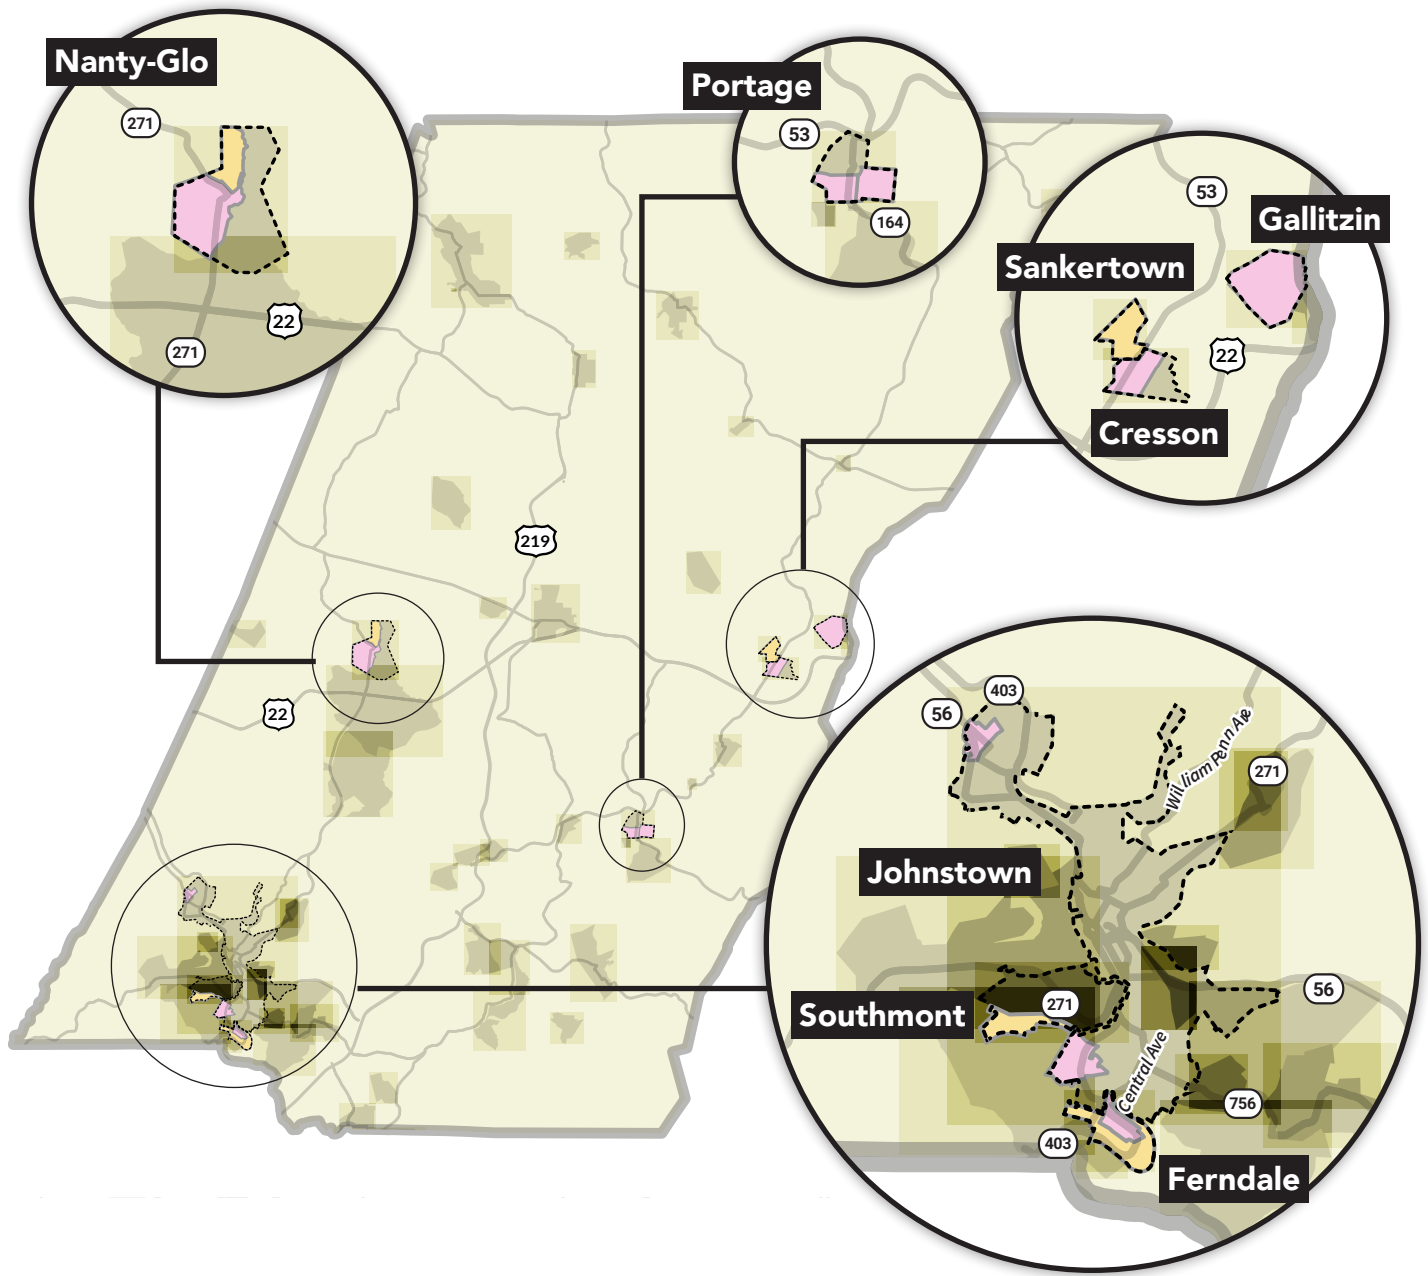 Nanty-Glo
271
22
271
Portage
53
164
53
Gallitzin
Sankertown
22
Cresson
219
22
403
56
William Penn Ave
271
Johnstown
56
Southmont
271
Central Ave
756
403
Ferndale